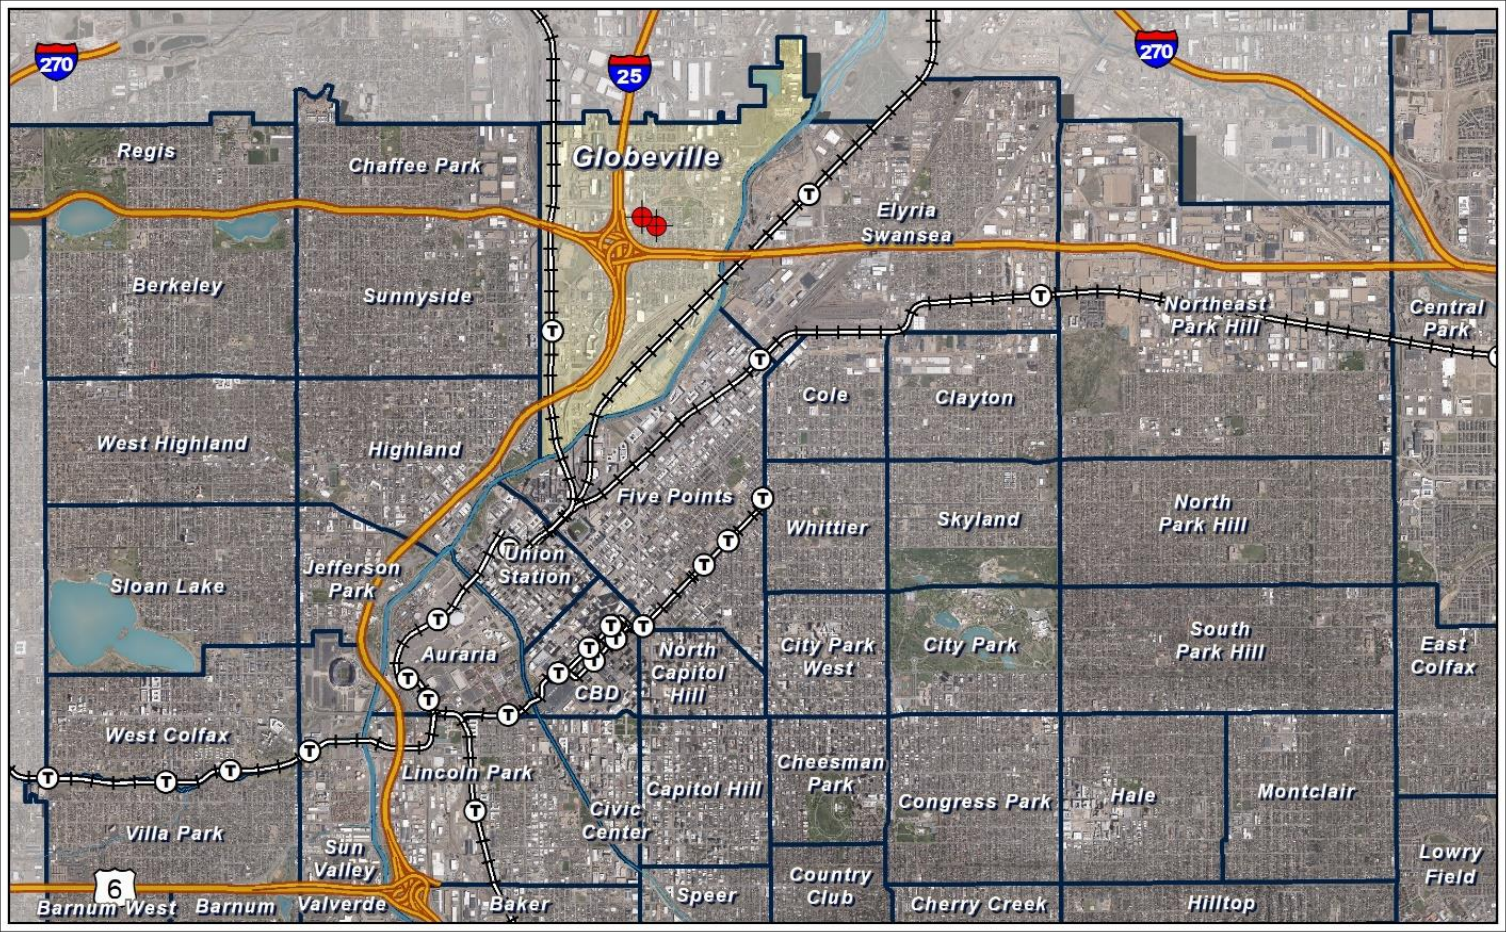 270
25
270
Regis
Chaffee Park
Globeville
Elyria
Swansea
Berkeley
Sunnyside
T
T
T
T
Northeast
Park Hill
Central
Park
Cole
Clayton
West Highland
Highland
Five Points
T
Whittier
Skyland
North
Park Hill
T
T
T
Union
Station
Sloan Lake
Jefferson
Park
T
T
T
T
T
T
T
T
Auraria
North
Capitol
Hill
City Park
West
City Park
South
Park Hill
East
Colfax
T
T
CBD
T
West Colfax
T
T
T
T
Lincoln Park
T
Cheesman
Park
Capitol Hill
Congress Park
Hale
Montclair
Civic
Center
Villa Park
Sun
Valley
Lowry
Field
6
Country
Club
Barnum West
Barnum
Valverde
Baker
Speer
Cherry Creek
Hilltop